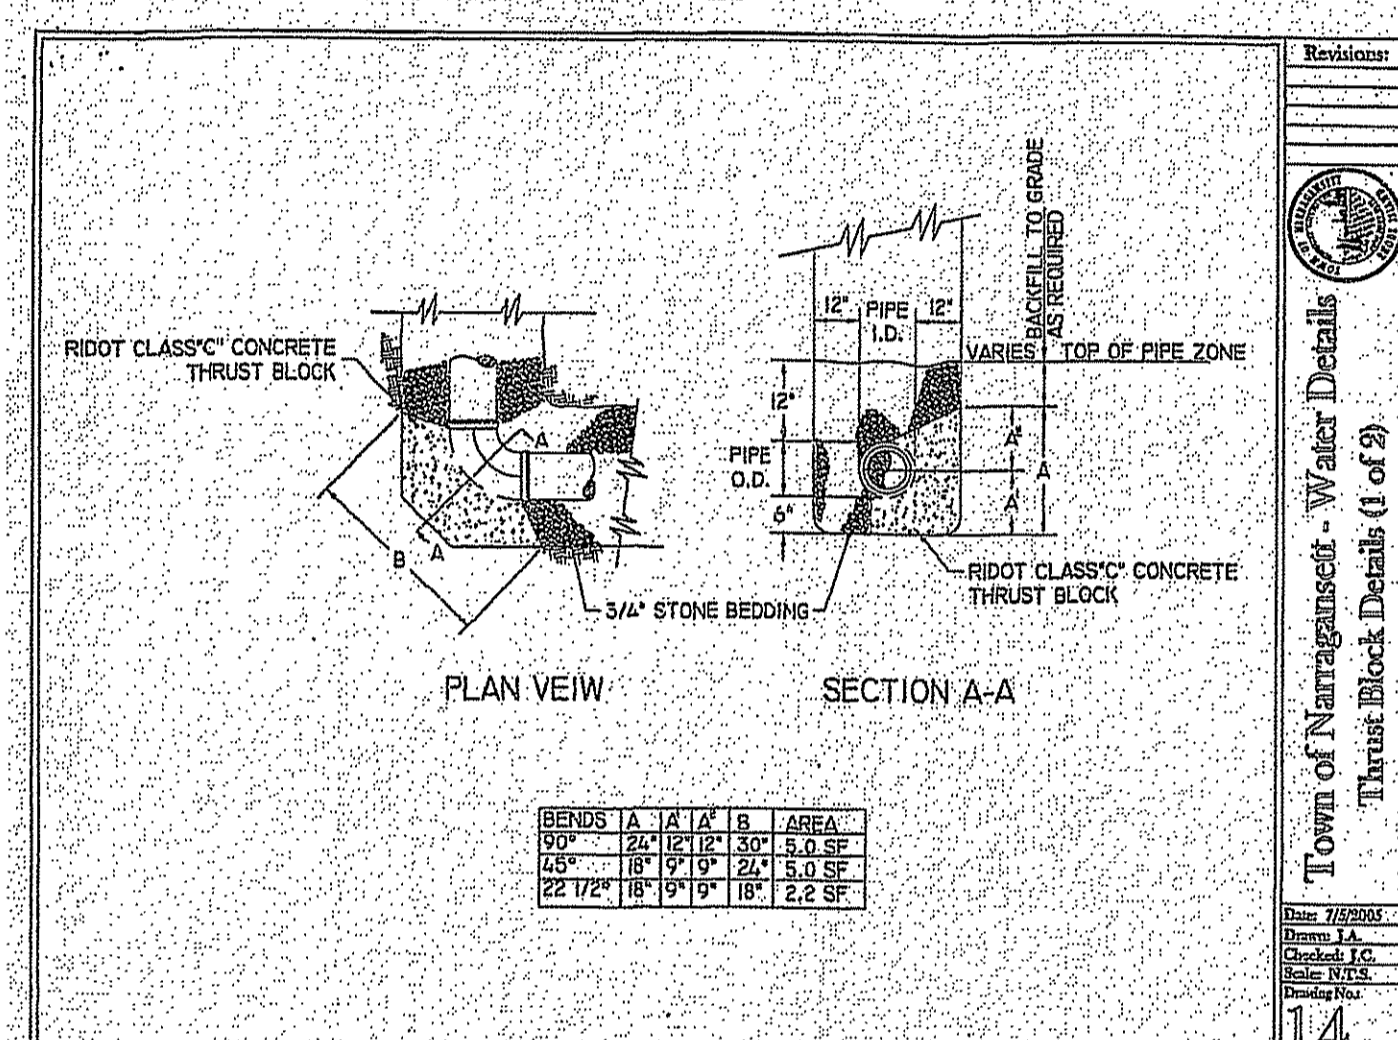 Revisions:
TOWN OF NARRAGANSETT
RIDOT CLASS"C" CONCRETE
THRUST BLOCK
A
A
B
PLAN VEIW
3/4" STONE BEDDING
BACKFILL TO GRADE
AS REQUIRED
12" PIPE I.D. 12"
VARIES TOP OF PIPE ZONE
12"
PIPE
O.D.
6"
A"
A
A'
RIDOT CLASS"C" CONCRETE
THRUST BLOCK
SECTION A-A
BENDS A A' A" B AREA
90° 24" 12" 12" 30" 5.0 SF
45° 18" 9" 9" 24" 5.0 SF
22 1/2° 18" 9" 9" 18" 2.2 SF
Town of Narragansett - Water Details
Thrust Block Details (1 of 2)
Date: 7/5/2005
Drawn: J.A.
Checked: J.C.
Scale: N.T.S.
Drawing No.:
14